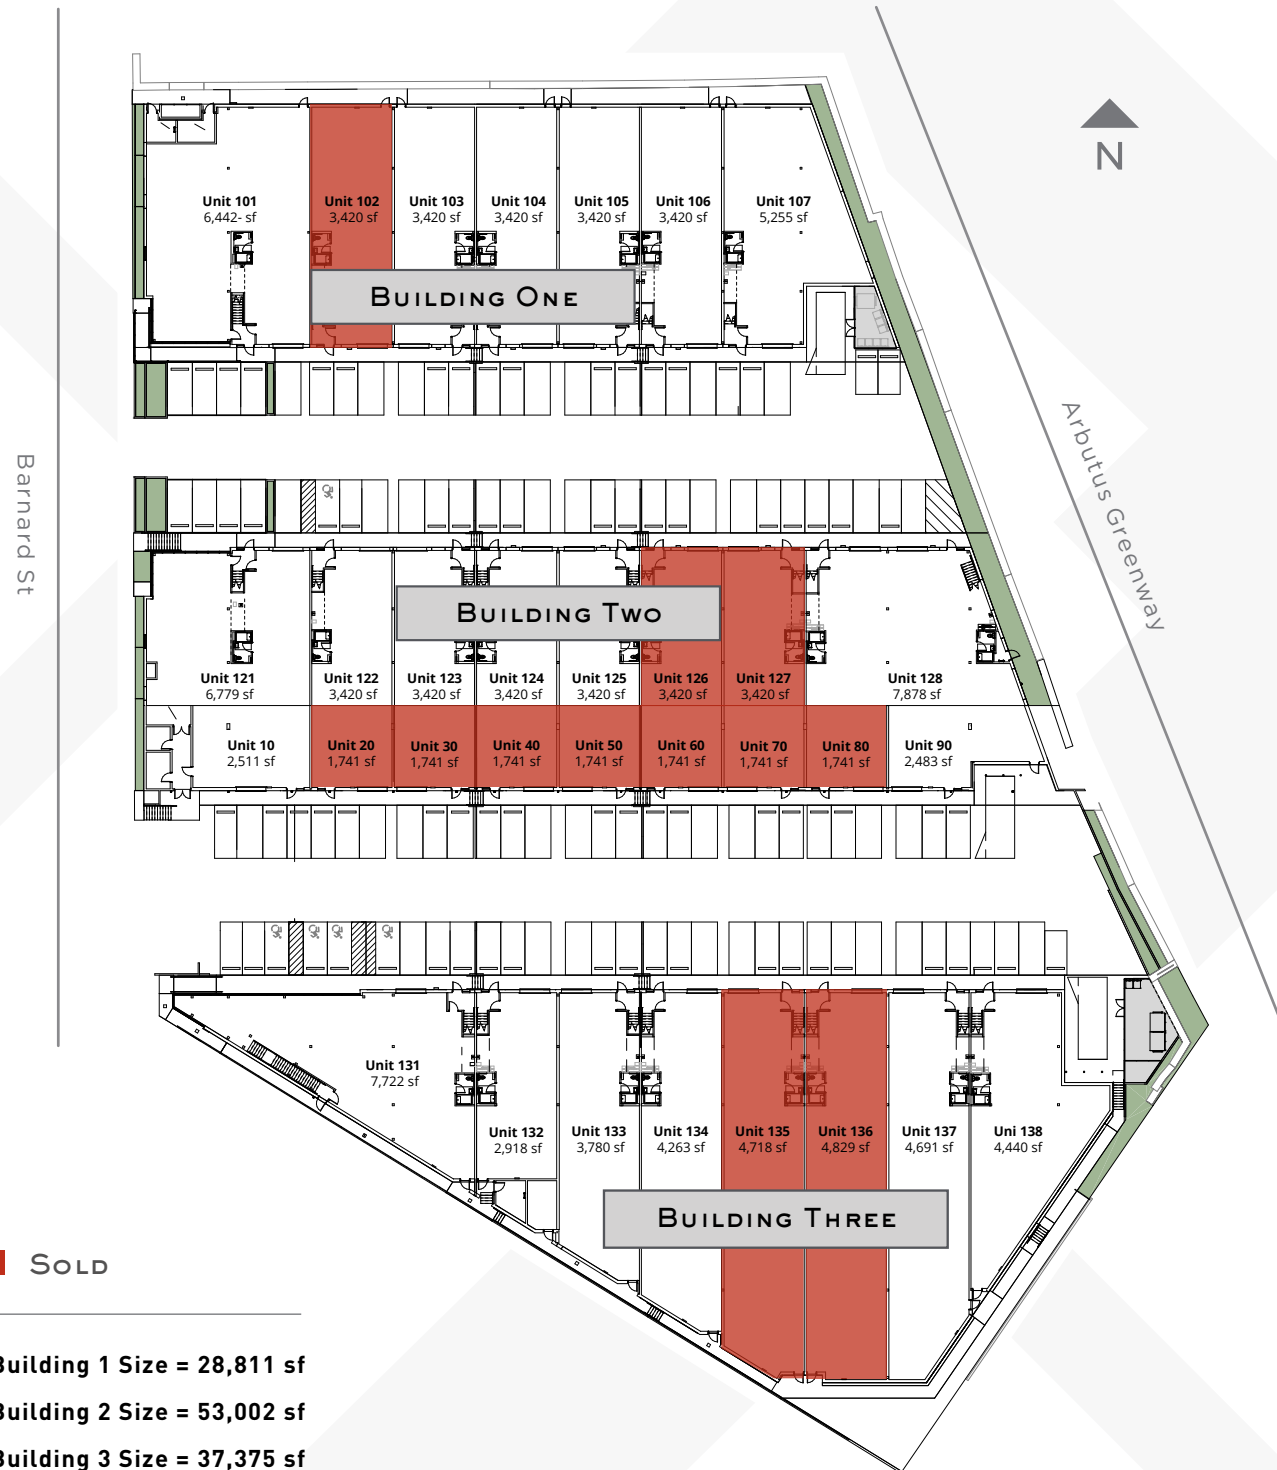 N
Unit 101
6,442- sf
Unit 102
3,420 sf
Unit 103
3,420 sf
Unit 104
3,420 sf
Unit 105
3,420 sf
Unit 106
3,420 sf
Unit 107
5,255 sf
Building One
Barnard St
Arbutus Greenway
Building Two
Unit 121
6,779 sf
Unit 122
3,420 sf
Unit 123
3,420 sf
Unit 124
3,420 sf
Unit 125
3,420 sf
Unit 126
3,420 sf
Unit 127
3,420 sf
Unit 128
7,878 sf
Unit 10
2,511 sf
Unit 20
1,741 sf
Unit 30
1,741 sf
Unit 40
1,741 sf
Unit 50
1,741 sf
Unit 60
1,741 sf
Unit 70
1,741 sf
Unit 80
1,741 sf
Unit 90
2,483 sf
Unit 131
7,722 sf
Unit 132
2,918 sf
Unit 133
3,780 sf
Unit 134
4,263 sf
Unit 135
4,718 sf
Unit 136
4,829 sf
Unit 137
4,691 sf
Uni 138
4,440 sf
Building Three
Sold
Building 1 Size = 28,811 sf
Building 2 Size = 53,002 sf
Building 3 Size = 37,375 sf